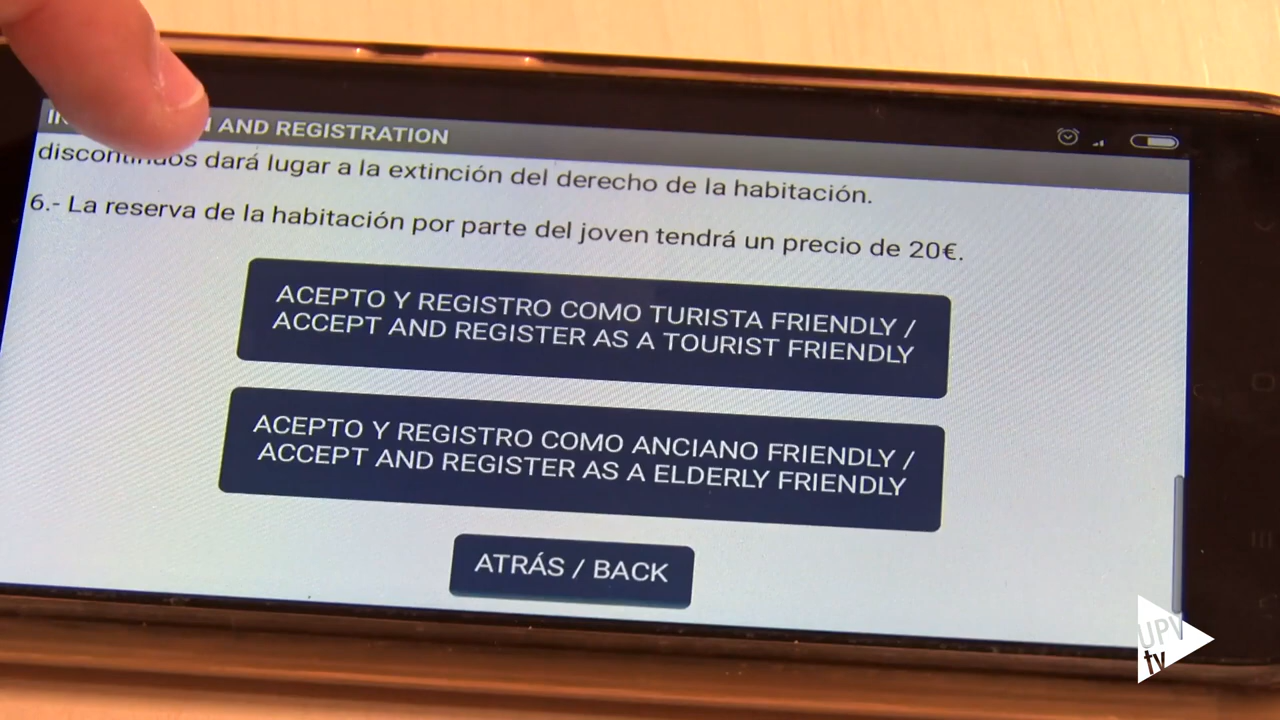 AND REGISTRATION
discontinuos dará lugar a la extinción del derecho de la habitación.
6.- La reserva de la habitación por parte del joven tendrá un precio de 20€.
ACEPTO Y REGISTRO COMO TURISTA FRIENDLY /
ACCEPT AND REGISTER AS A TOURIST FRIENDLY
ACEPTO Y REGISTRO COMO ANCIANO FRIENDLY /
ACCEPT AND REGISTER AS A ELDERLY FRIENDLY
ATRÁS / BACK
UPV
tv